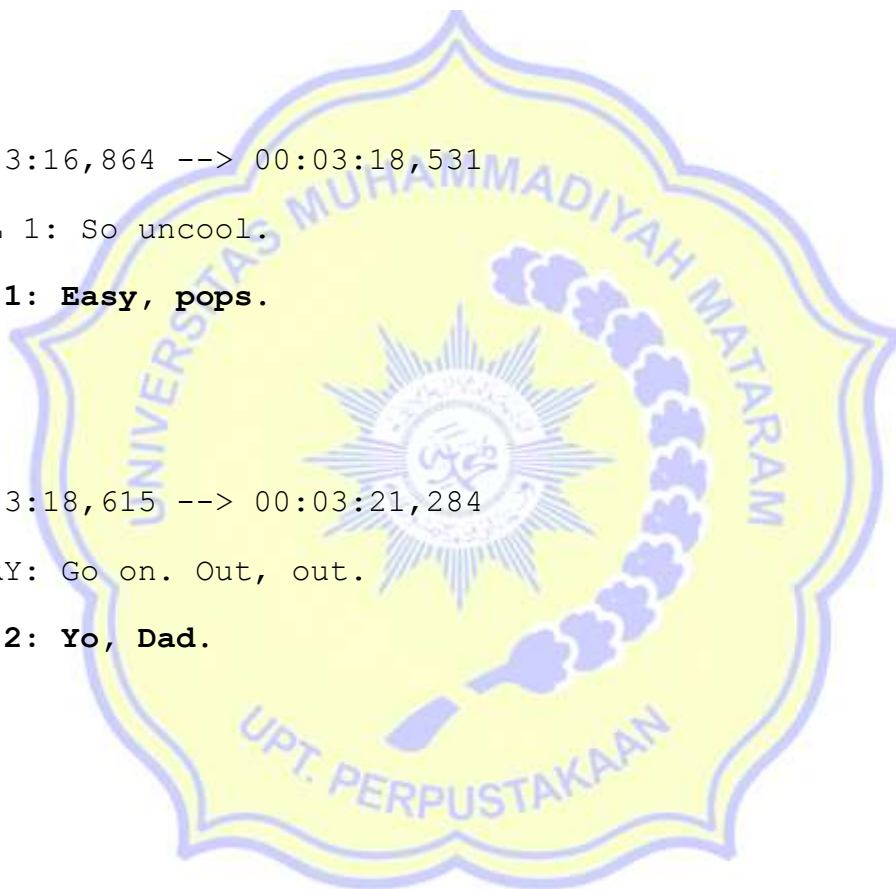 3:16,864 --> 00:03:18,531
1: So uncool.
1: Easy, pops.
3:18,615 --> 00:03:21,284
RY: Go on. Out, out.
2: Yo, Dad.
UNIVERSITAS MUHAMMADIYAH MATARAM
UPT. PERPUSTAKAAN